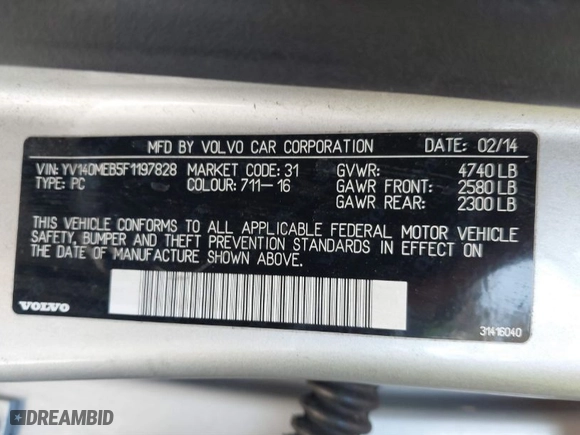 MFD BY VOLVO CAR CORPORATION DATE: 02/14
VIN: YV140MEB5F1197828 MARKET CODE: 31 GVWR: 4740 LB
TYPE: PC COLOUR: 711-16 GAWR FRONT: 2580 LB
GAWR REAR: 2300 LB
THIS VEHICLE CONFORMS TO ALL APPLICABLE FEDERAL MOTOR VEHICLE
SAFETY, BUMPER AND THEFT PREVENTION STANDARDS IN EFFECT ON
THE DATE OF MANUFACTURE SHOWN ABOVE.
VOLVO
31416040
DREAMBID